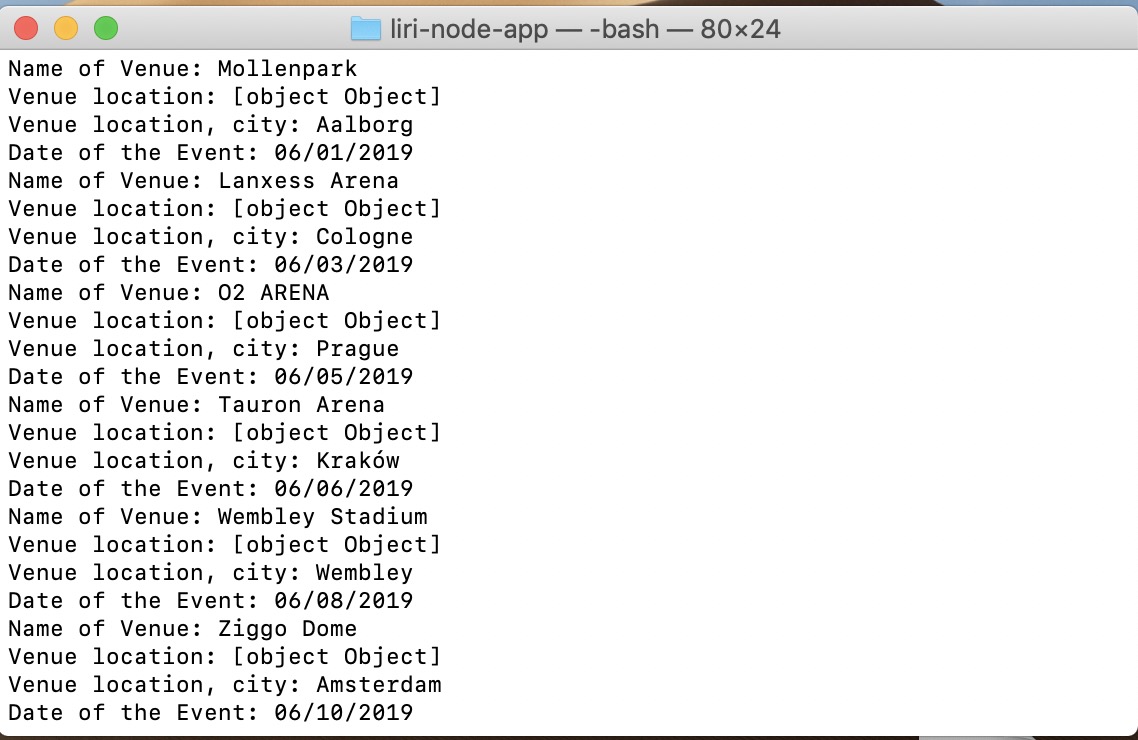 liri-node-app — -bash — 80×24
Name of Venue: Mollenpark
Venue location: [object Object]
Venue location, city: Aalborg
Date of the Event: 06/01/2019
Name of Venue: Lanxess Arena
Venue location: [object Object]
Venue location, city: Cologne
Date of the Event: 06/03/2019
Name of Venue: O2 ARENA
Venue location: [object Object]
Venue location, city: Prague
Date of the Event: 06/05/2019
Name of Venue: Tauron Arena
Venue location: [object Object]
Venue location, city: Kraków
Date of the Event: 06/06/2019
Name of Venue: Wembley Stadium
Venue location: [object Object]
Venue location, city: Wembley
Date of the Event: 06/08/2019
Name of Venue: Ziggo Dome
Venue location: [object Object]
Venue location, city: Amsterdam
Date of the Event: 06/10/2019